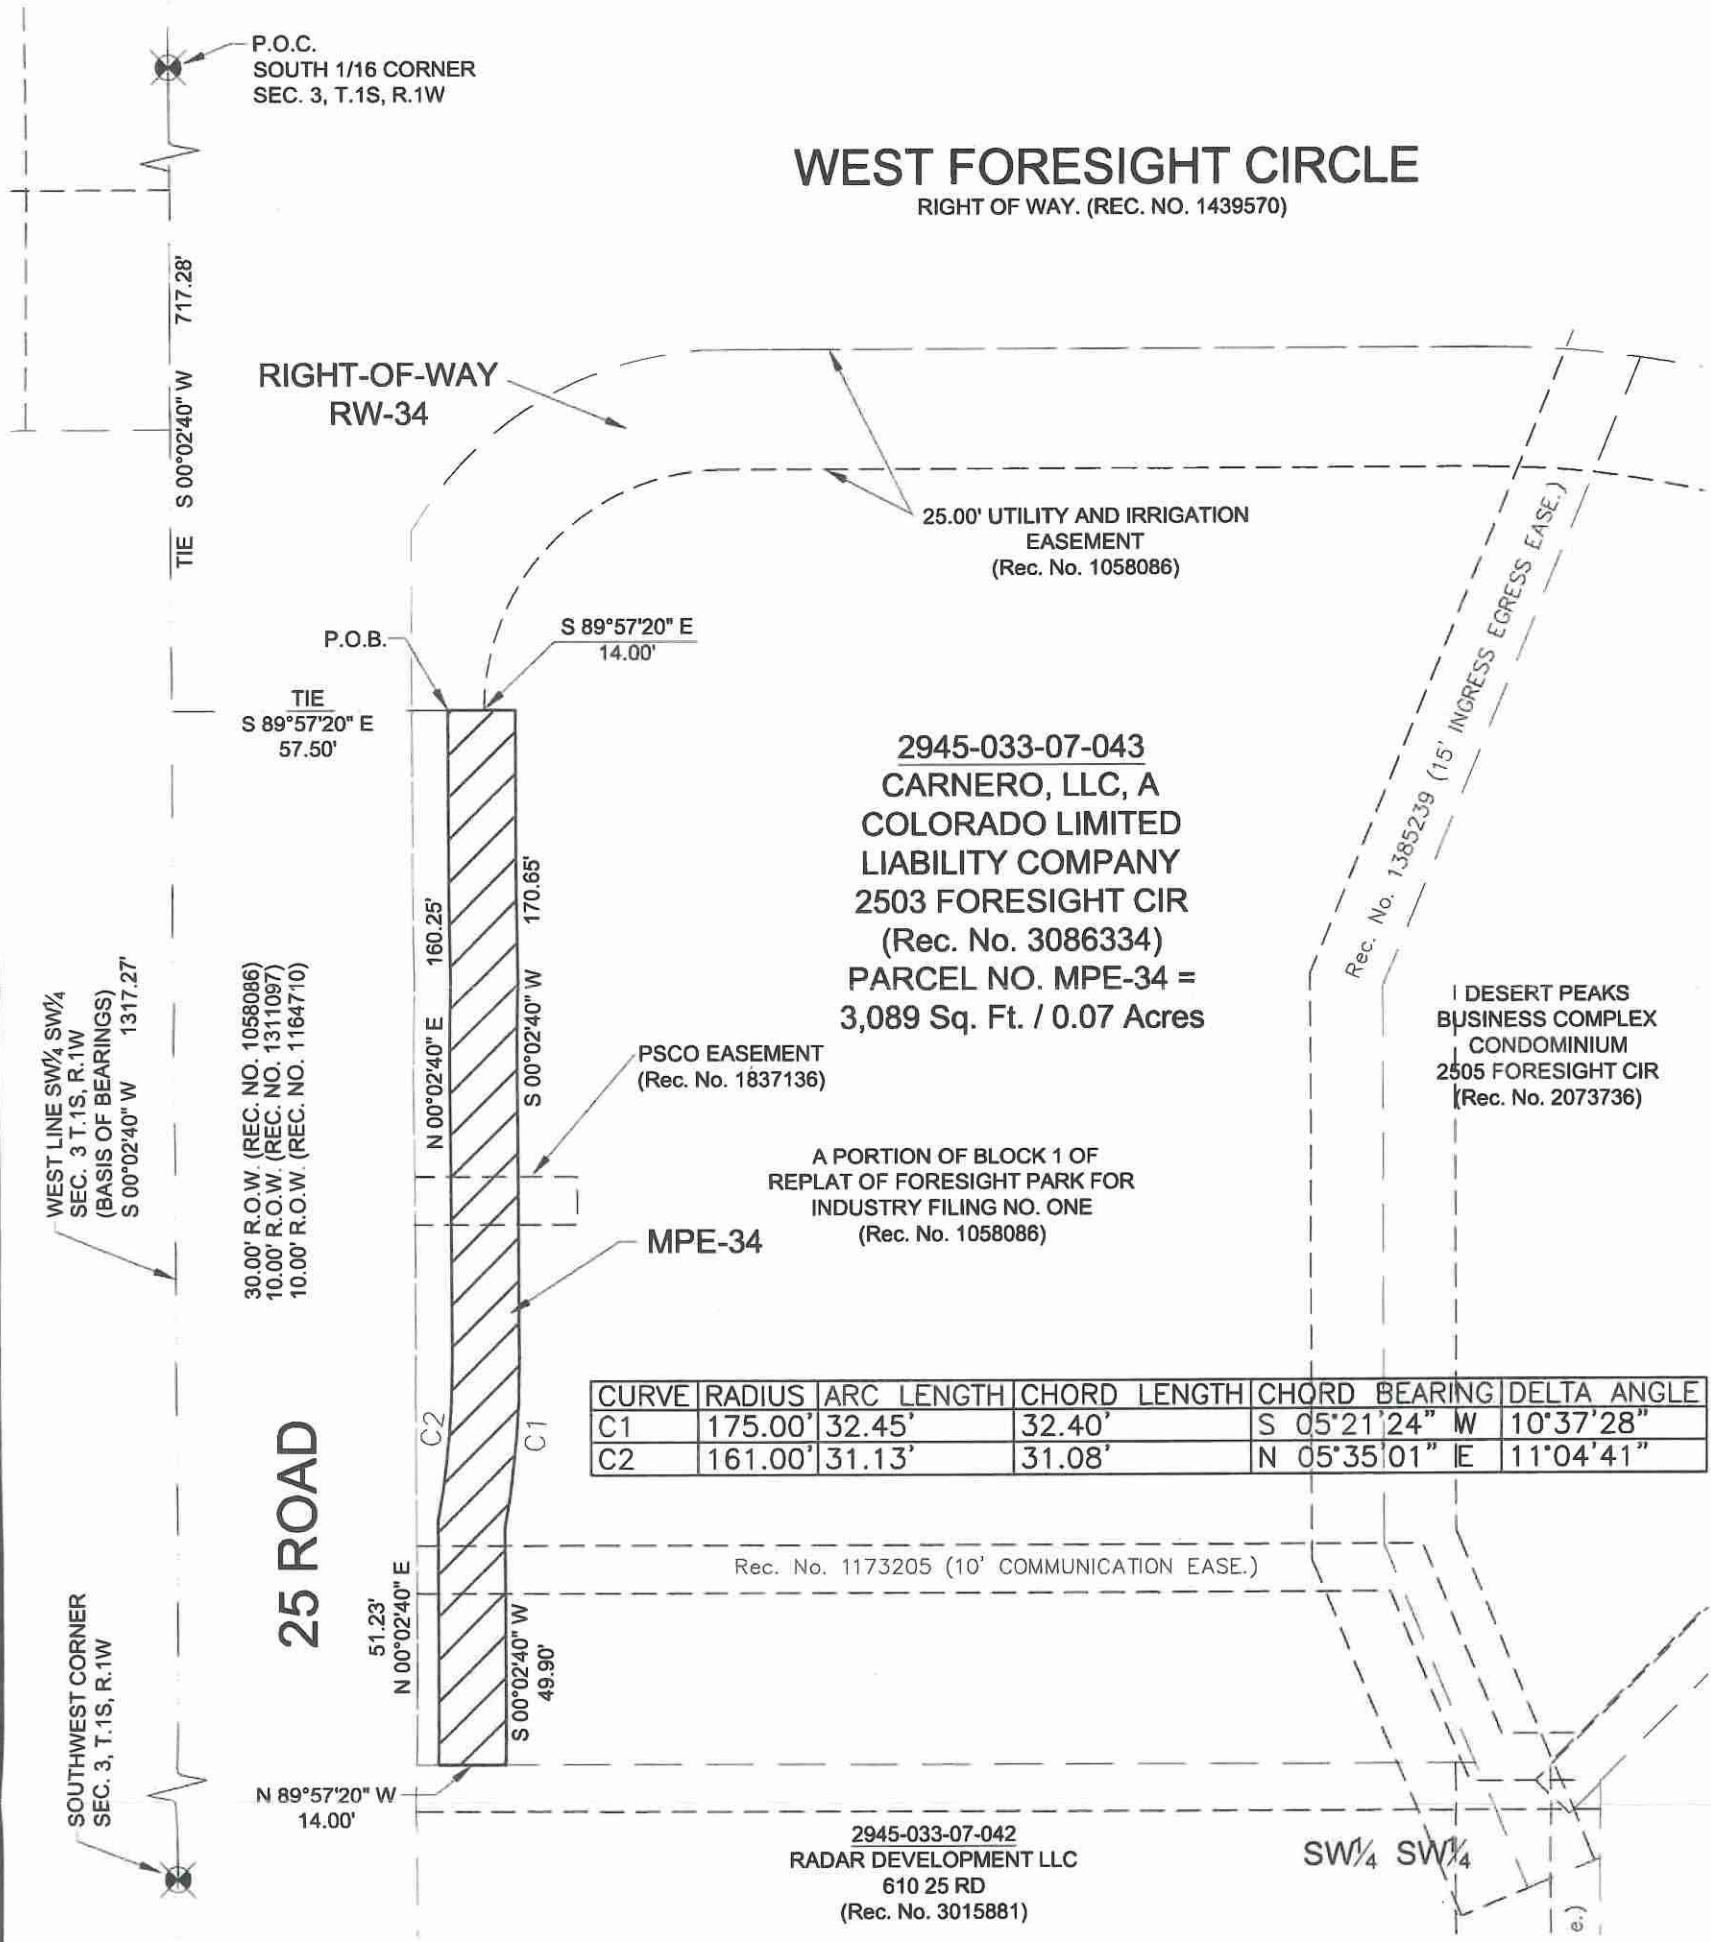 P.O.C.
SOUTH 1/16 CORNER
SEC. 3, T.1S, R.1W
WEST FORESIGHT CIRCLE
RIGHT OF WAY. (REC. NO. 1439570)
TIE S 00°02'40" W 717.28'
RIGHT-OF-WAY
RW-34
25.00' UTILITY AND IRRIGATION
EASEMENT
(Rec. No. 1058086)
P.O.B.
S 89°57'20" E
14.00'
TIE
S 89°57'20" E
57.50'
2945-033-07-043
CARNERO, LLC, A
COLORADO LIMITED
LIABILITY COMPANY
2503 FORESIGHT CIR
(Rec. No. 3086334)
PARCEL NO. MPE-34 =
3,089 Sq. Ft. / 0.07 Acres
Rec. No. 1385239 (15' INGRESS EGRESS EASE.)
N 00°02'40" E 160.25'
S 00°02'40" W 170.65'
WEST LINE SW¼ SW¼
SEC. 3 T.1S, R.1W
(BASIS OF BEARINGS)
S 00°02'40" W 1317.27'
30.00' R.O.W. (REC. NO. 1058086)
10.00' R.O.W. (REC. NO. 1311097)
10.00' R.O.W. (REC. NO. 1164710)
DESERT PEAKS
BUSINESS COMPLEX
CONDOMINIUM
2505 FORESIGHT CIR
(Rec. No. 2073736)
PSCO EASEMENT
(Rec. No. 1837136)
A PORTION OF BLOCK 1 OF
REPLAT OF FORESIGHT PARK FOR
INDUSTRY FILING NO. ONE
(Rec. No. 1058086)
MPE-34
CURVE RADIUS ARC LENGTH CHORD LENGTH CHORD BEARING DELTA ANGLE
C1 175.00' 32.45' 32.40' S 05°21'24" W 10°37'28"
C2 161.00' 31.13' 31.08' N 05°35'01" E 11°04'41"
C2
C1
25 ROAD
Rec. No. 1173205 (10' COMMUNICATION EASE.)
51.23'
N 00°02'40" E
S 00°02'40" W
49.90'
SOUTHWEST CORNER
SEC. 3, T.1S, R.1W
N 89°57'20" W
14.00'
2945-033-07-042
RADAR DEVELOPMENT LLC
610 25 RD
(Rec. No. 3015881)
SW¼ SW¼
e.)